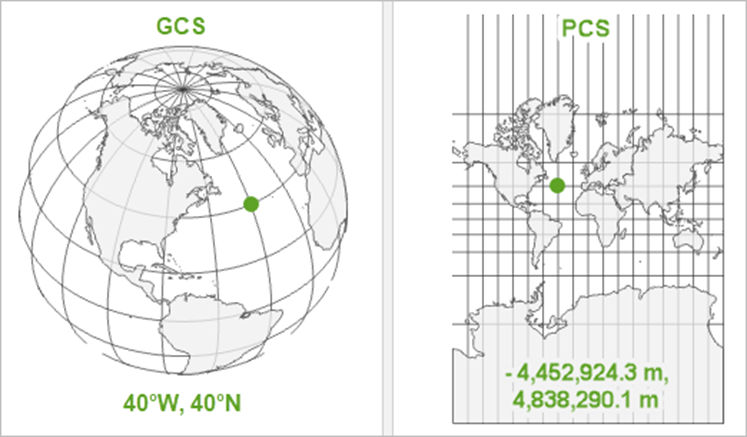 GCS
40°W, 40°N
PCS
- 4,452,924.3 m,
4,838,290.1 m